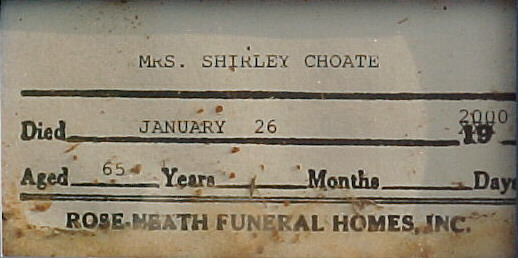 MRS. SHIRLEY CHOATE
Died JANUARY 26 2000 19
Aged 65 Years Months Days
ROSE-NEATH FUNERAL HOMES, INC.